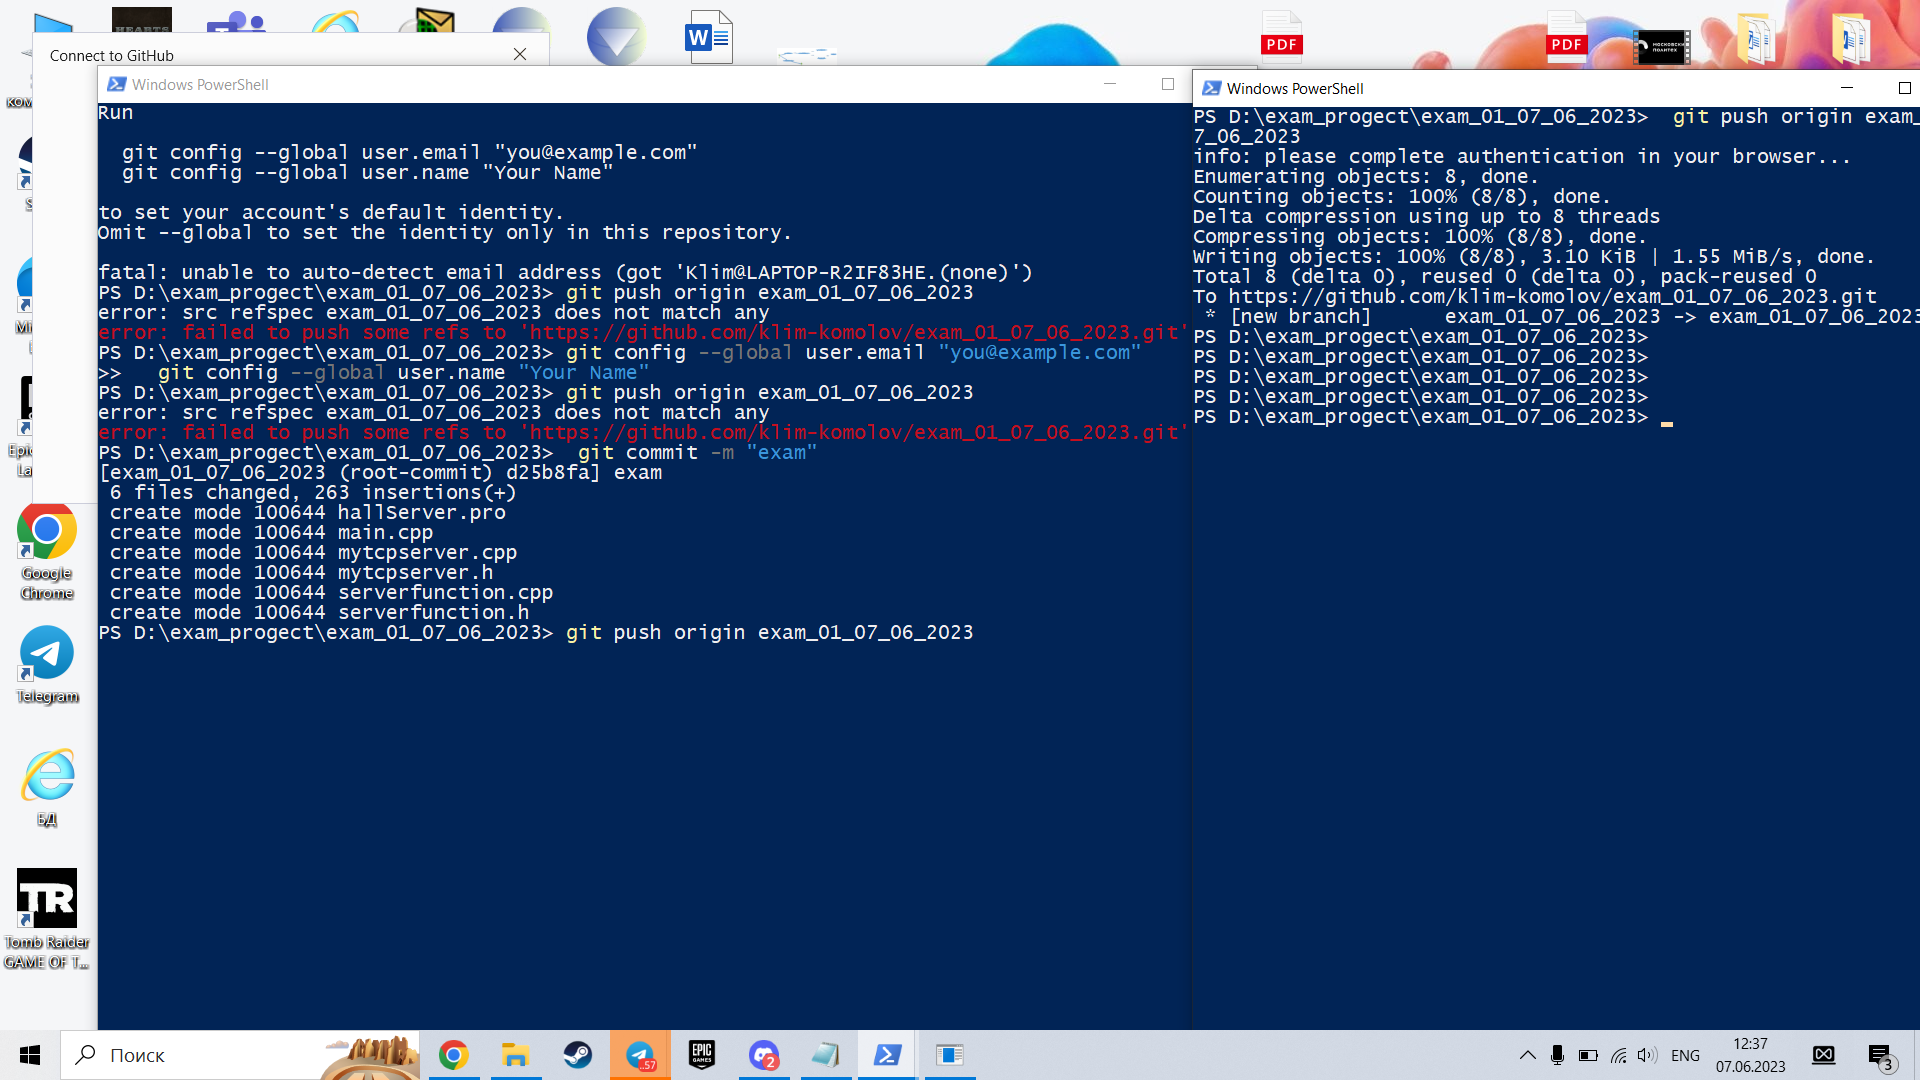 Connect to GitHub
Windows PowerShell
Run
git config --global user.email "you@example.com"
git config --global user.name "Your Name"
to set your account's default identity.
Omit --global to set the identity only in this repository.
fatal: unable to auto-detect email address (got 'Klim@LAPTOP-R2IF83HE.(none)')
PS D:\exam_progect\exam_01_07_06_2023> git push origin exam_01_07_06_2023
error: src refspec exam_01_07_06_2023 does not match any
error: failed to push some refs to 'https://github.com/klim-komolov/exam_01_07_06_2023.git'
PS D:\exam_progect\exam_01_07_06_2023> git config --global user.email "you@example.com"
>>   git config --global user.name "Your Name"
PS D:\exam_progect\exam_01_07_06_2023> git push origin exam_01_07_06_2023
error: src refspec exam_01_07_06_2023 does not match any
error: failed to push some refs to 'https://github.com/klim-komolov/exam_01_07_06_2023.git'
PS D:\exam_progect\exam_01_07_06_2023>  git commit -m "exam"
[exam_01_07_06_2023 (root-commit) d25b8fa] exam
6 files changed, 263 insertions(+)
create mode 100644 hallServer.pro
create mode 100644 main.cpp
create mode 100644 mytcpserver.cpp
create mode 100644 mytcpserver.h
create mode 100644 serverfunction.cpp
create mode 100644 serverfunction.h
PS D:\exam_progect\exam_01_07_06_2023> git push origin exam_01_07_06_2023
Windows PowerShell
PS D:\exam_progect\exam_01_07_06_2023>  git push origin exam_
7_06_2023
info: please complete authentication in your browser...
Enumerating objects: 8, done.
Counting objects: 100% (8/8), done.
Delta compression using up to 8 threads
Compressing objects: 100% (8/8), done.
Writing objects: 100% (8/8), 3.10 KiB | 1.55 MiB/s, done.
Total 8 (delta 0), reused 0 (delta 0), pack-reused 0
To https://github.com/klim-komolov/exam_01_07_06_2023.git
* [new branch]      exam_01_07_06_2023 -> exam_01_07_06_2023
PS D:\exam_progect\exam_01_07_06_2023>
PS D:\exam_progect\exam_01_07_06_2023>
PS D:\exam_progect\exam_01_07_06_2023>
PS D:\exam_progect\exam_01_07_06_2023>
PS D:\exam_progect\exam_01_07_06_2023>
PDF
PDF
Google
Chrome
Telegram
БД
TR
Tomb Raider
GAME OF T...
Поиск
..57
EPIC
GAMES
2
ENG
12:37
07.06.2023
3